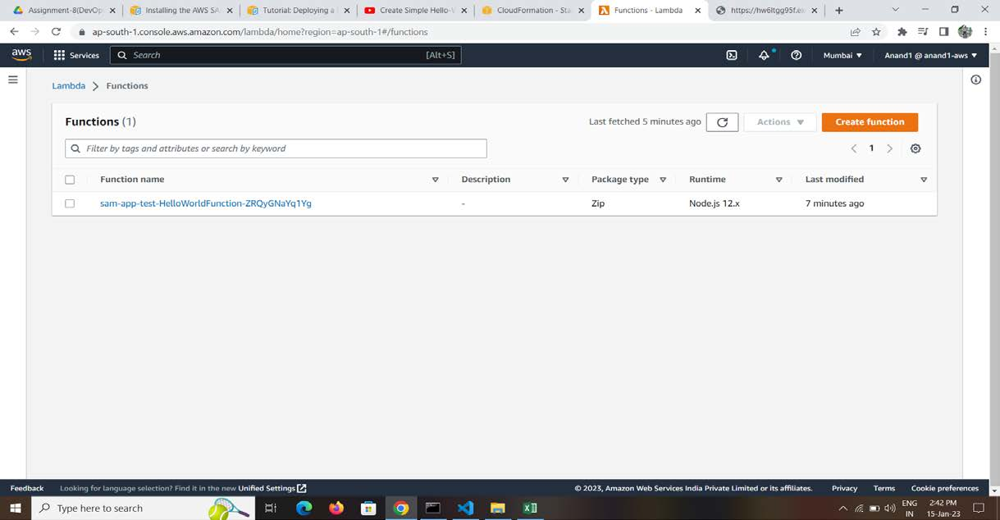 Assignment-8(DevOp
Installing the AWS SA
Tutorial: Deploying a
Create Simple Hello-W
CloudFormation - Sta
Functions - Lambda
https://hw6ltgg95f.ex
ap-south-1.console.aws.amazon.com/lambda/home?region=ap-south-1#/functions
aws
Services
Search
[Alt+S]
Mumbai
Anand1 @ anand1-aws
Lambda
Functions
Functions (1)
Last fetched 5 minutes ago
Actions
Create function
Filter by tags and attributes or search by keyword
1
Function name
Description
Package type
Runtime
Last modified
sam-app-test-HelloWorldFunction-ZRQyGNaYq1Yg
-
Zip
Node.js 12.x
7 minutes ago
Feedback
Looking for language selection? Find it in the new Unified Settings
© 2023, Amazon Web Services India Private Limited or its affiliates.
Privacy
Terms
Cookie preferences
Type here to search
ENG
IN
2:42 PM
15-Jan-23